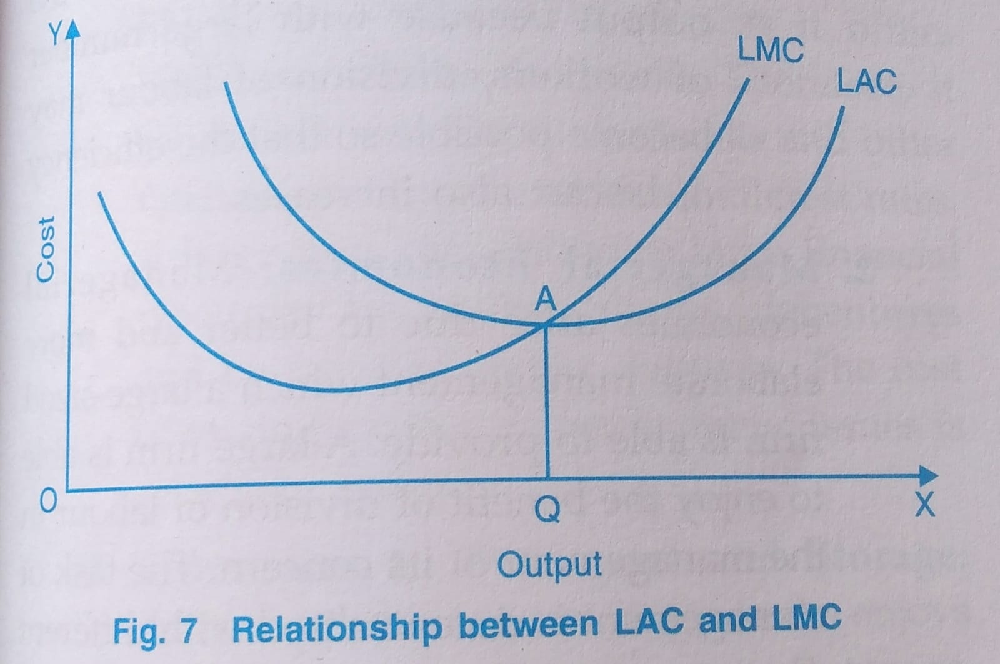 Y
LMC
LAC
Cost
A
O
Q
X
Output
Fig. 7 Relationship between LAC and LMC